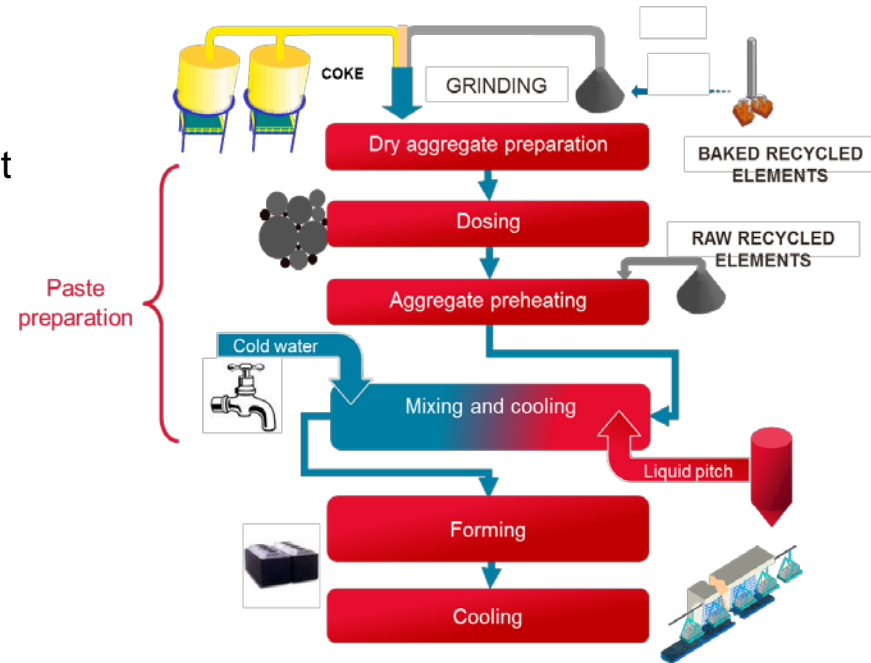 COKE
GRINDING
Dry aggregate preparation
BAKED RECYCLED
ELEMENTS
t
Dosing
RAW RECYCLED
ELEMENTS
Paste
preparation
Aggregate preheating
Cold water
Mixing and cooling
Liquid pitch
Forming
Cooling